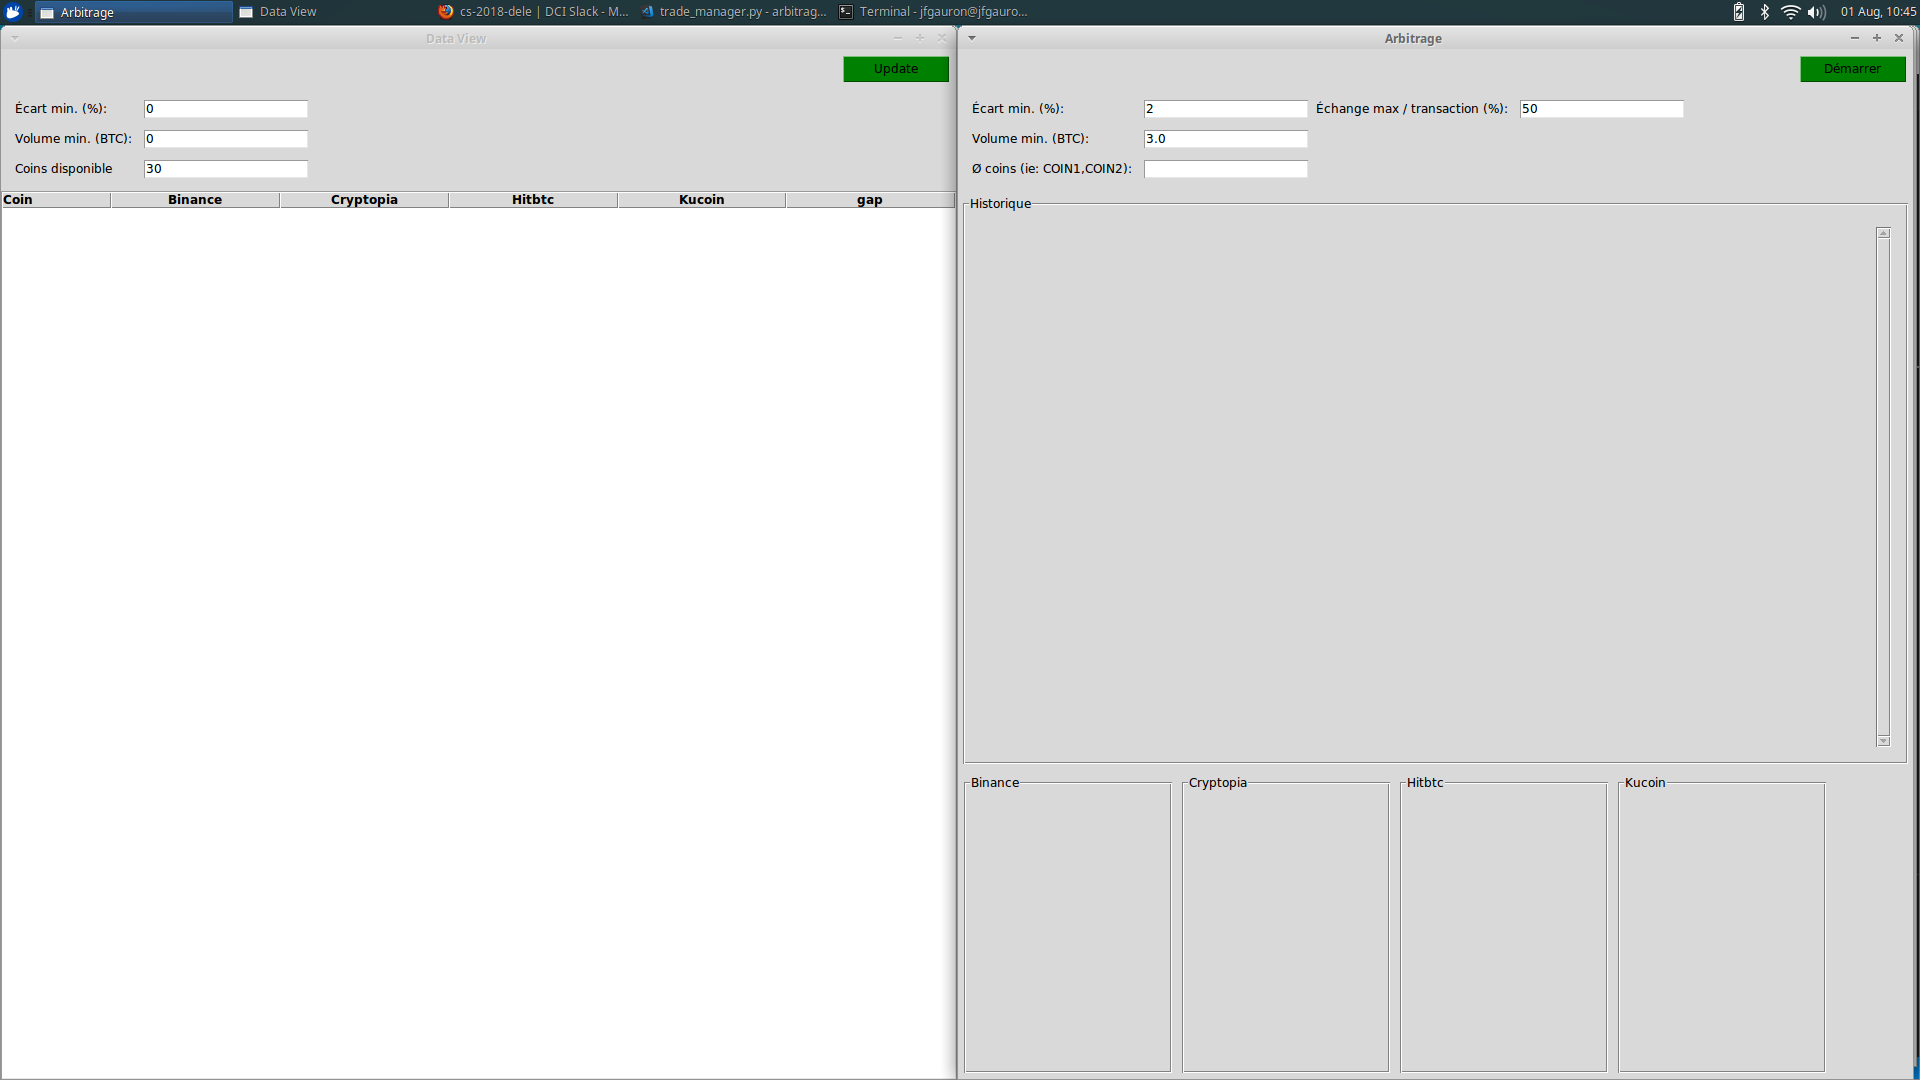 Arbitrage
Data View
cs-2018-dele | DCI Slack - M...
trade_manager.py - arbitrag...
Terminal - jfgauron@jfgauro...
01 Aug, 10:45
Data View
Update
Écart min. (%): 0
Volume min. (BTC): 0
Coins disponible 30
Coin Binance Cryptopia Hitbtc Kucoin gap
Arbitrage
Démarrer
Écart min. (%): 2 Échange max / transaction (%): 50
Volume min. (BTC): 3.0
Ø coins (ie: COIN1,COIN2):
Historique
Binance Cryptopia Hitbtc Kucoin